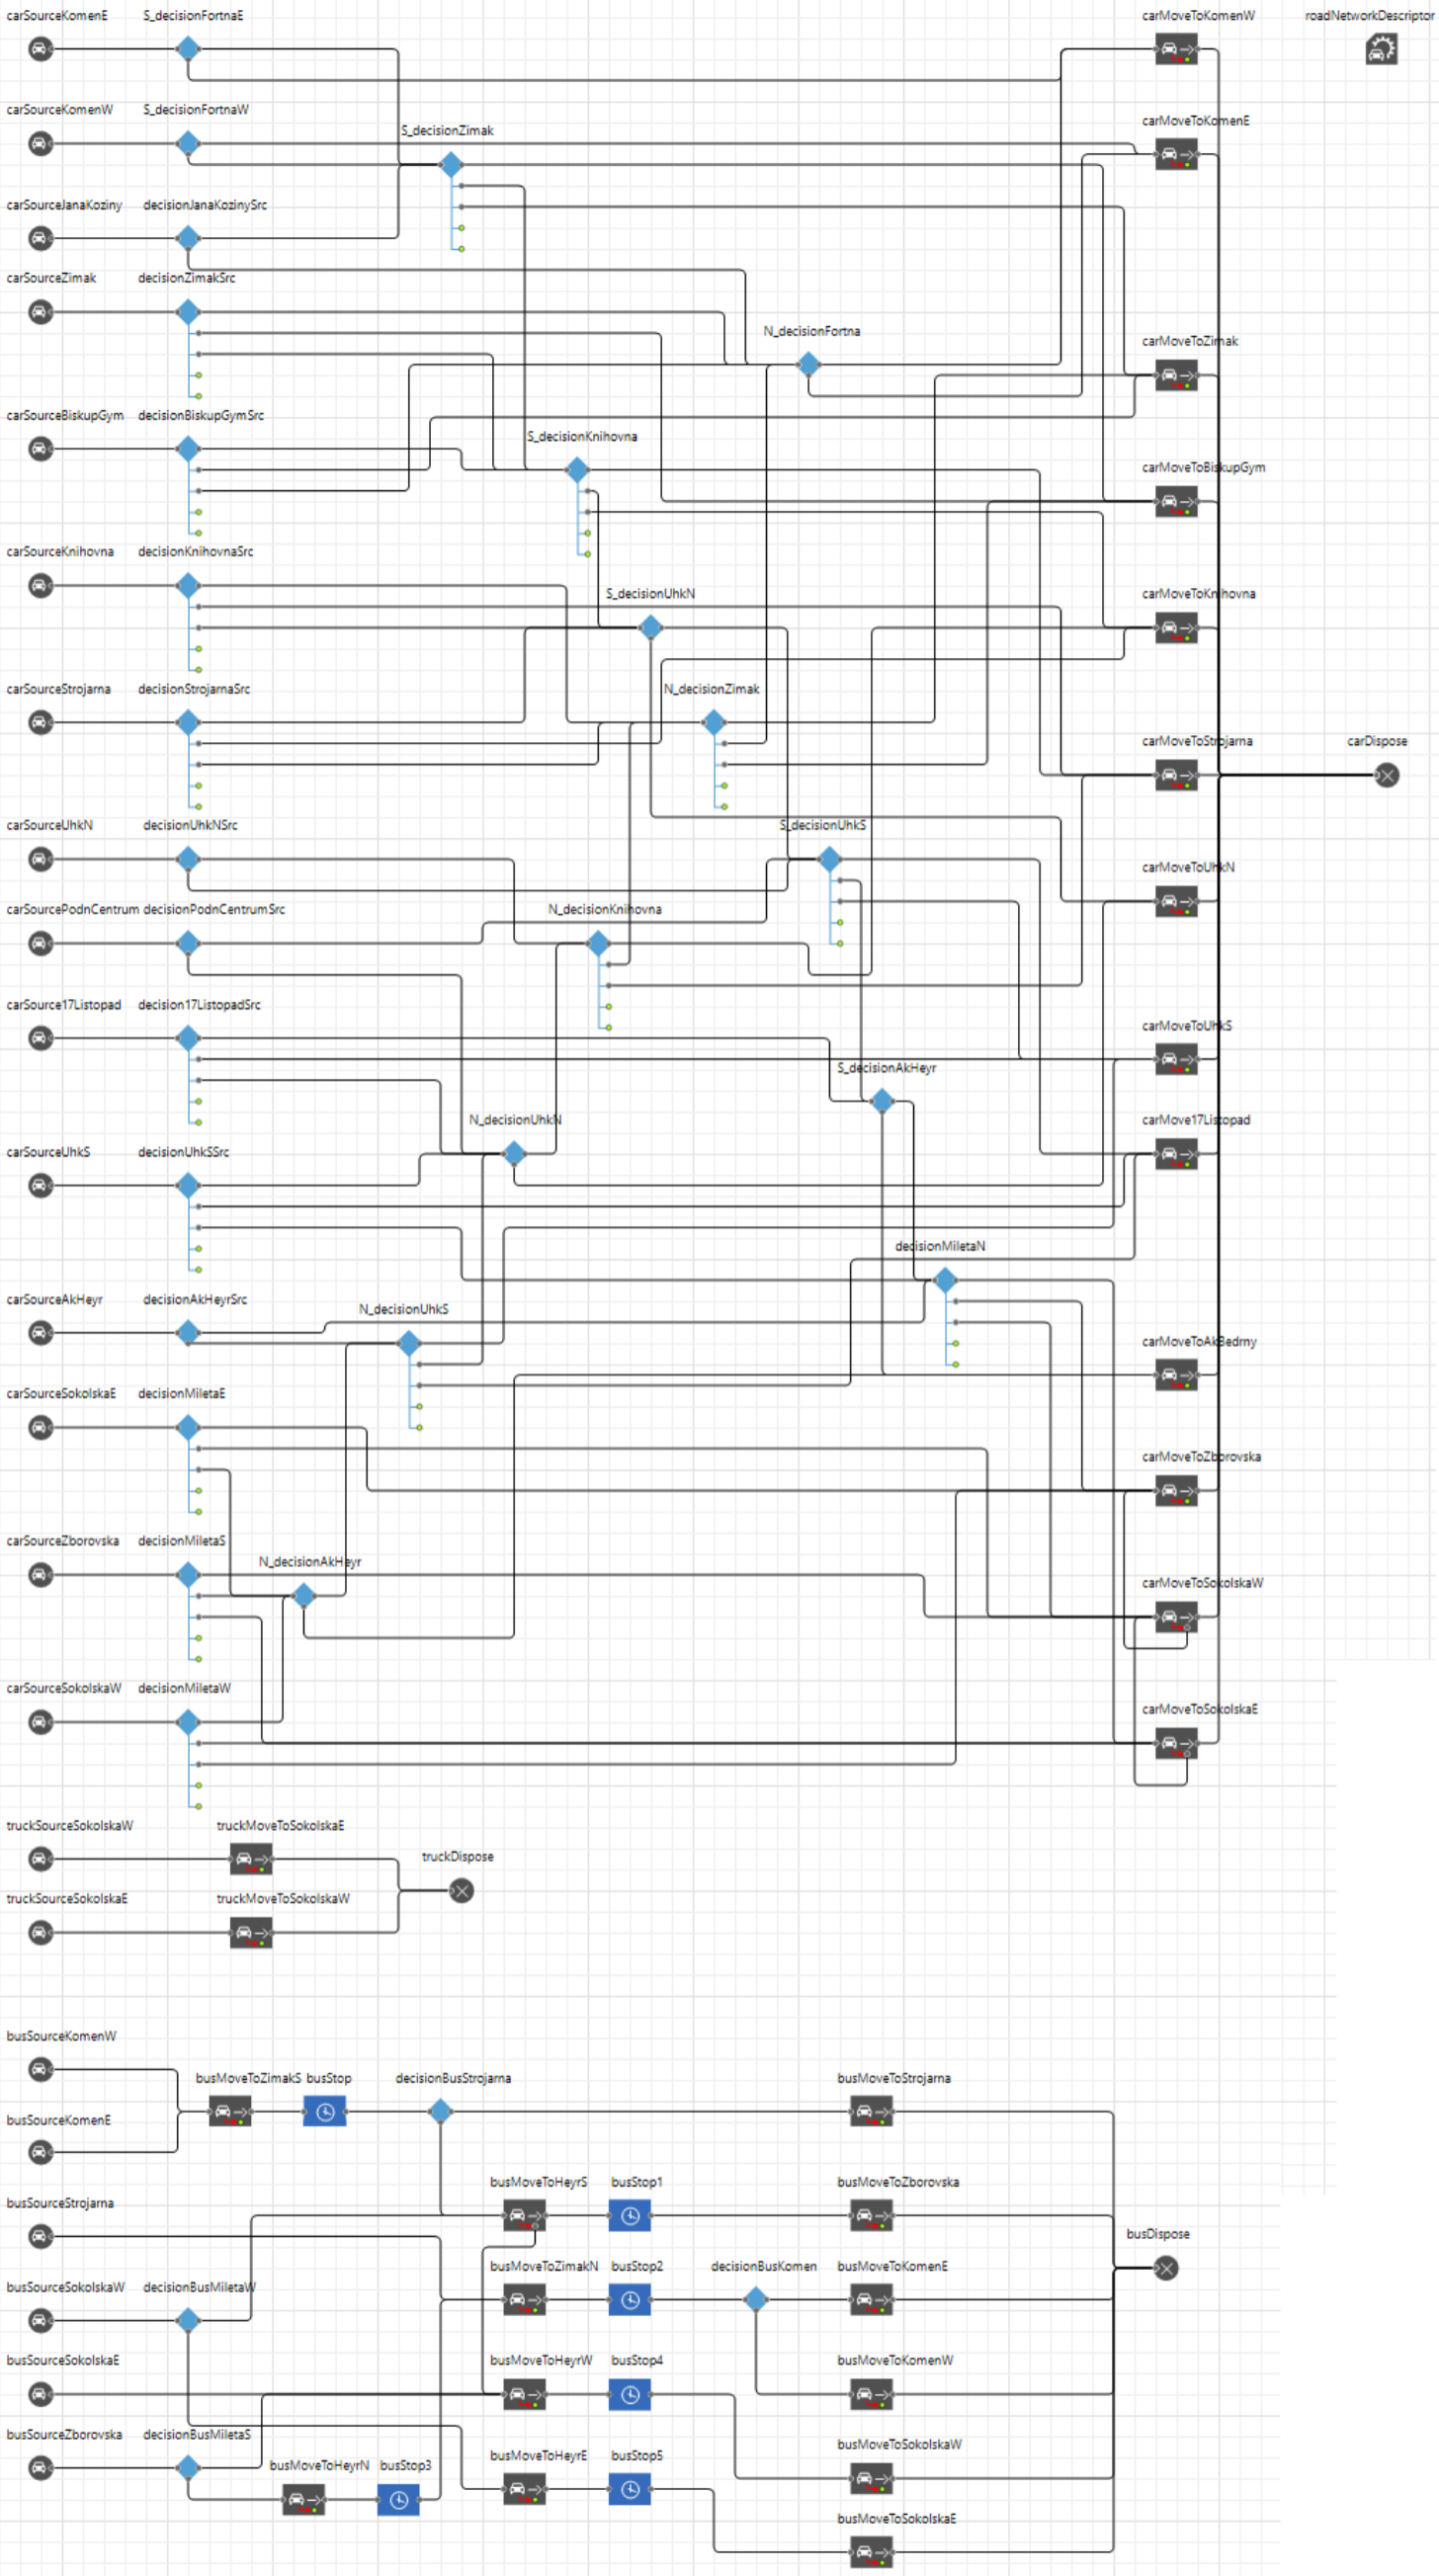 carSourceKomenE S_decisionFortnaE carMoveToKomenW roadNetworkDescriptor
carSourceKomenW S_decisionFortnaW carMoveToKomenE
S_decisionZimak
carSourceJanaKoziny decisionJanaKozinySrc
carSourceZimak decisionZimakSrc
N_decisionFortna carMoveToZimak
carSourceBiskupGym decisionBiskupGymSrc
S_decisionKnihovna
carMoveToBiskupGym
carSourceKnihovna decisionKnihovnaSrc
S_decisionUhkN carMoveToKnihovna
carSourceStrojarna decisionStrojarnaSrc N_decisionZimak
carMoveToStrojarna carDispose
carSourceUhkN decisionUhkNSrc S_decisionUhkS
carMoveToUhkN
carSourcePodnCentrum decisionPodnCentrumSrc N_decisionKnihovna
carSource17Listopad decision17ListopadSrc
carMoveToUhkS
S_decisionAkHeyr
N_decisionUhkN carMove17Listopad
carSourceUhkS decisionUhkSSrc
decisionMiletaN
carSourceAkHeyr decisionAkHeyrSrc N_decisionUhkS
carMoveToAkBedrny
carSourceSokolskaE decisionMiletaE
carMoveToZborovska
carSourceZborovska decisionMiletaS
N_decisionAkHeyr
carMoveToSokolskaW
carSourceSokolskaW decisionMiletaW
carMoveToSokolskaE
truckSourceSokolskaW truckMoveToSokolskaE
truckDispose
truckSourceSokolskaE truckMoveToSokolskaW
busSourceKomenW
busMoveToZimakS busStop decisionBusStrojarna busMoveToStrojarna
busSourceKomenE
busMoveToHeyrS busStop1 busMoveToZborovska
busSourceStrojarna
busDispose
busMoveToZimakN busStop2 decisionBusKomen busMoveToKomenE
busSourceSokolskaW decisionBusMiletaW
busSourceSokolskaE busMoveToHeyrW busStop4 busMoveToKomenW
busSourceZborovska decisionBusMiletaS
busMoveToSokolskaW
busMoveToHeyrE busStop5
busMoveToHeyrN busStop3
busMoveToSokolskaE